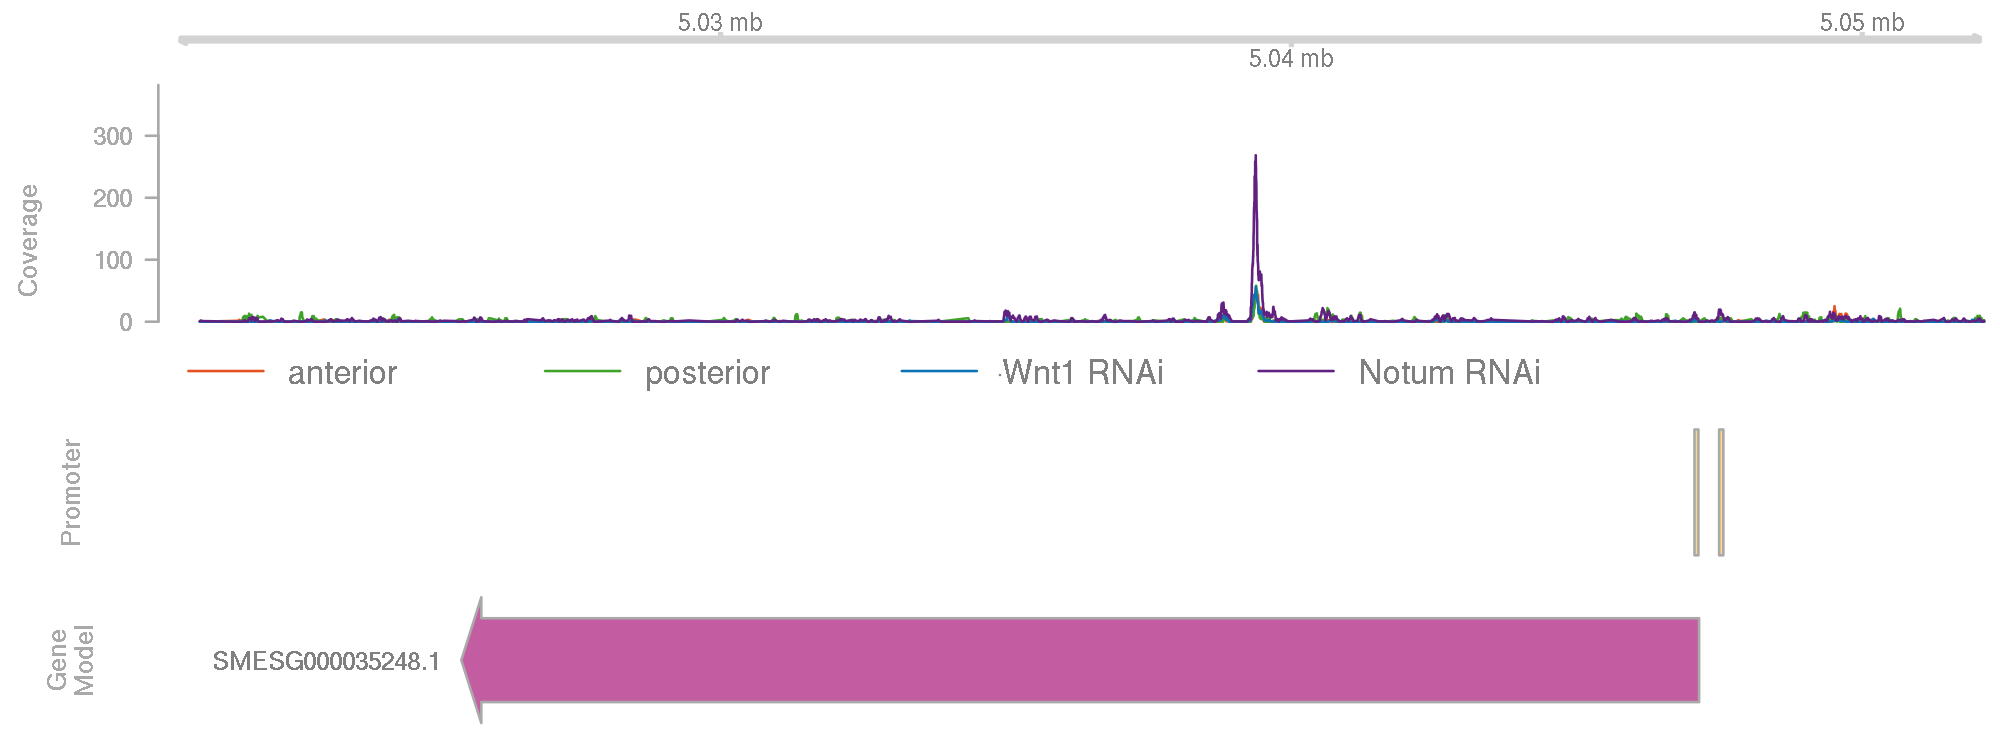 5.03 mb
5.05 mb
5.04 mb
Coverage
300
200
100
0
anterior posterior Wnt1 RNAi Notum RNAi
Promoter
Gene
Model
SMESG000035248.1